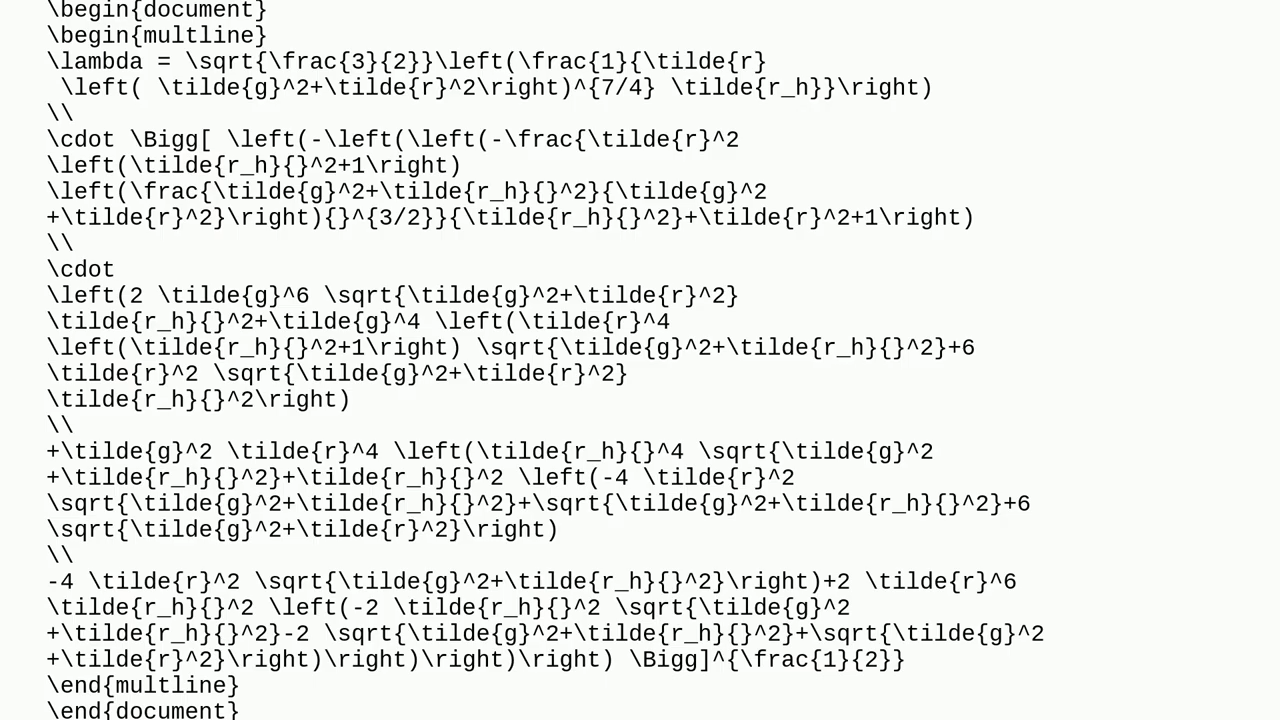 \begin{document}
\begin{multline}
\lambda = \sqrt{\frac{3}{2}}\left(\frac{1}{\tilde{r}
\left( \tilde{g}^2+\tilde{r}^2\right)^{7/4} \tilde{r_h}}\right)
\\
\cdot \Bigg[ \left(-\left(\left(-\frac{\tilde{r}^2
\left(\tilde{r_h}{}^2+1\right)
\left(\frac{\tilde{g}^2+\tilde{r_h}{}^2}{\tilde{g}^2
+\tilde{r}^2}\right){}^{3/2}}{\tilde{r_h}{}^2}+\tilde{r}^2+1\right)
\\
\cdot
\left(2 \tilde{g}^6 \sqrt{\tilde{g}^2+\tilde{r}^2}
\tilde{r_h}{}^2+\tilde{g}^4 \left(\tilde{r}^4
\left(\tilde{r_h}{}^2+1\right) \sqrt{\tilde{g}^2+\tilde{r_h}{}^2}+6
\tilde{r}^2 \sqrt{\tilde{g}^2+\tilde{r}^2}
\tilde{r_h}{}^2\right)
\\
+\tilde{g}^2 \tilde{r}^4 \left(\tilde{r_h}{}^4 \sqrt{\tilde{g}^2
+\tilde{r_h}{}^2}+\tilde{r_h}{}^2 \left(-4 \tilde{r}^2
\sqrt{\tilde{g}^2+\tilde{r_h}{}^2}+\sqrt{\tilde{g}^2+\tilde{r_h}{}^2}+6
\sqrt{\tilde{g}^2+\tilde{r}^2}\right)
\\
-4 \tilde{r}^2 \sqrt{\tilde{g}^2+\tilde{r_h}{}^2}\right)+2 \tilde{r}^6
\tilde{r_h}{}^2 \left(-2 \tilde{r_h}{}^2 \sqrt{\tilde{g}^2
+\tilde{r_h}{}^2}-2 \sqrt{\tilde{g}^2+\tilde{r_h}{}^2}+\sqrt{\tilde{g}^2
+\tilde{r}^2}\right)\right)\right)\right) \Bigg]^{\frac{1}{2}}
\end{multline}
\end{document}